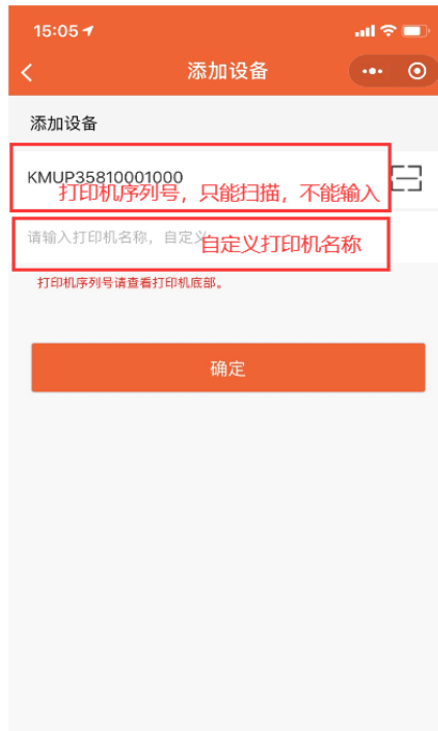 15:05
添加设备
添加设备
KMUP35810001000
打印机序列号，只能扫描，不能输入
请输入打印机名称，自定义
自定义打印机名称
打印机序列号请查看打印机底部。
确定